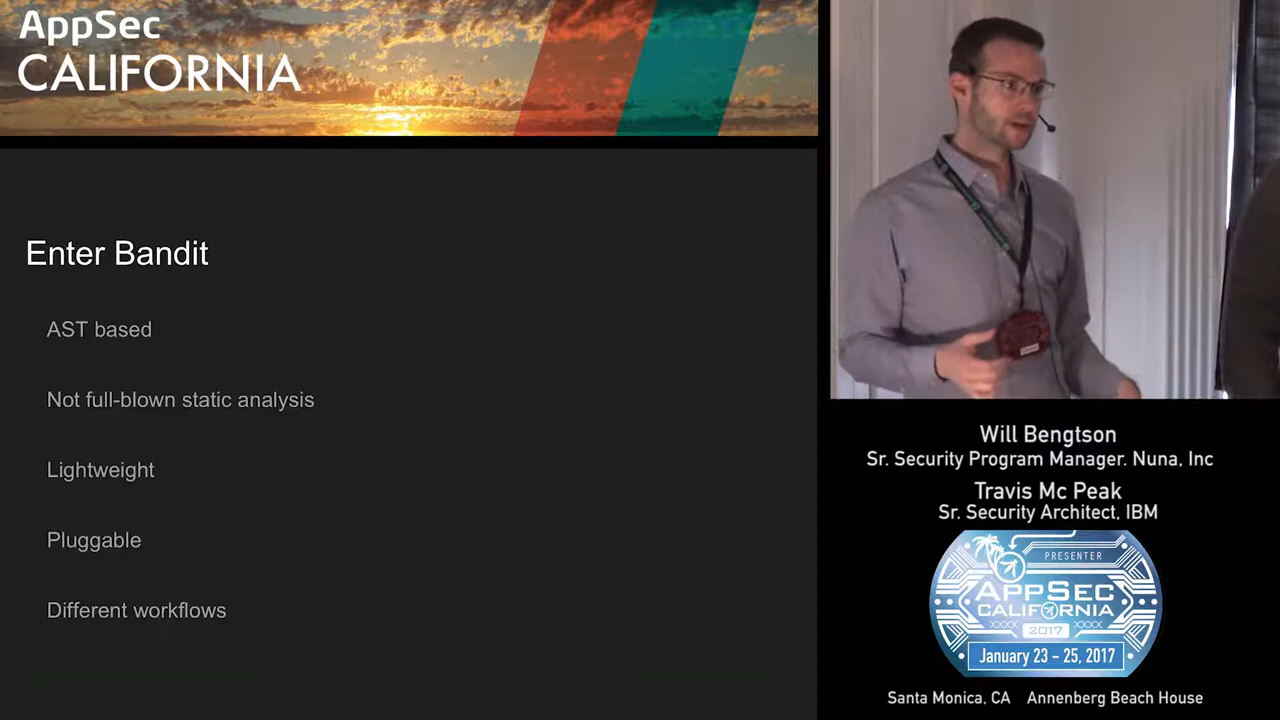 AppSec
CALIFORNIA
Enter Bandit
AST based
Not full-blown static analysis
Lightweight
Pluggable
Different workflows
Will Bengtson
Sr. Security Program Manager. Nuna, Inc
Travis Mc Peak
Sr. Security Architect, IBM
PRESENTER
APPSEC
CALIFORNIA
XXXX 2017 XXXX
January 23 - 25, 2017
Santa Monica, CA Annenberg Beach House